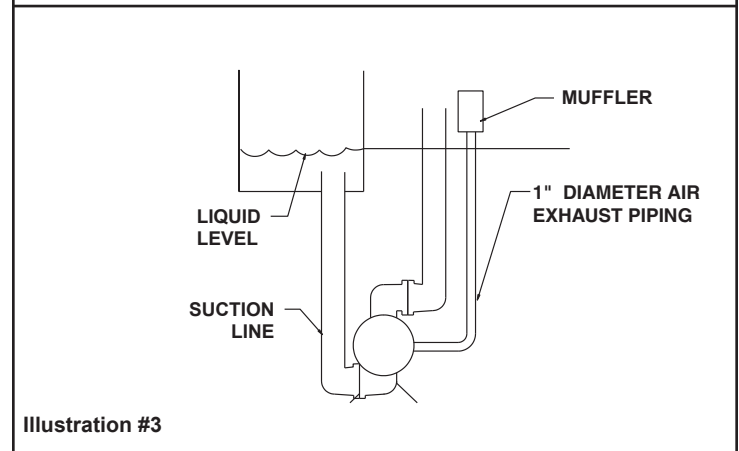 MUFFLER
1" DIAMETER AIR
EXHAUST PIPING
LIQUID
LEVEL
SUCTION
LINE
Illustration #3